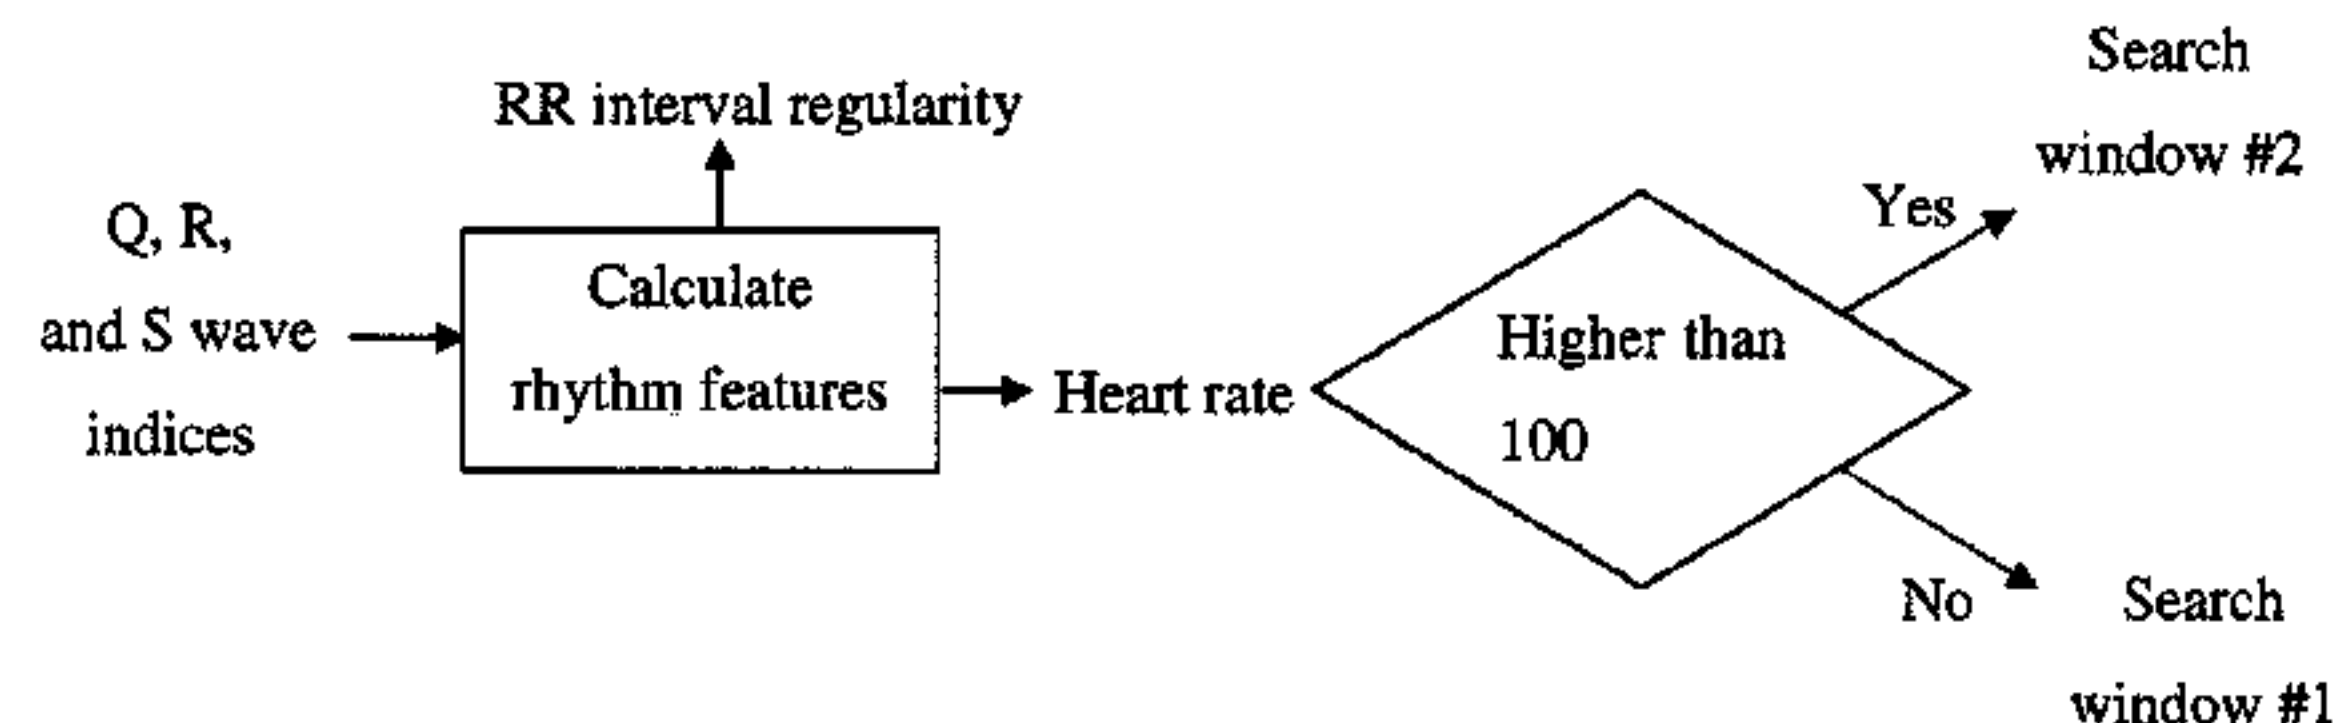 Q, R,
and S wave
indices
RR interval regularity
Calculate
rhythm features
Heart rate
Higher than
100
Yes
Search
window #2
No
Search
window #1